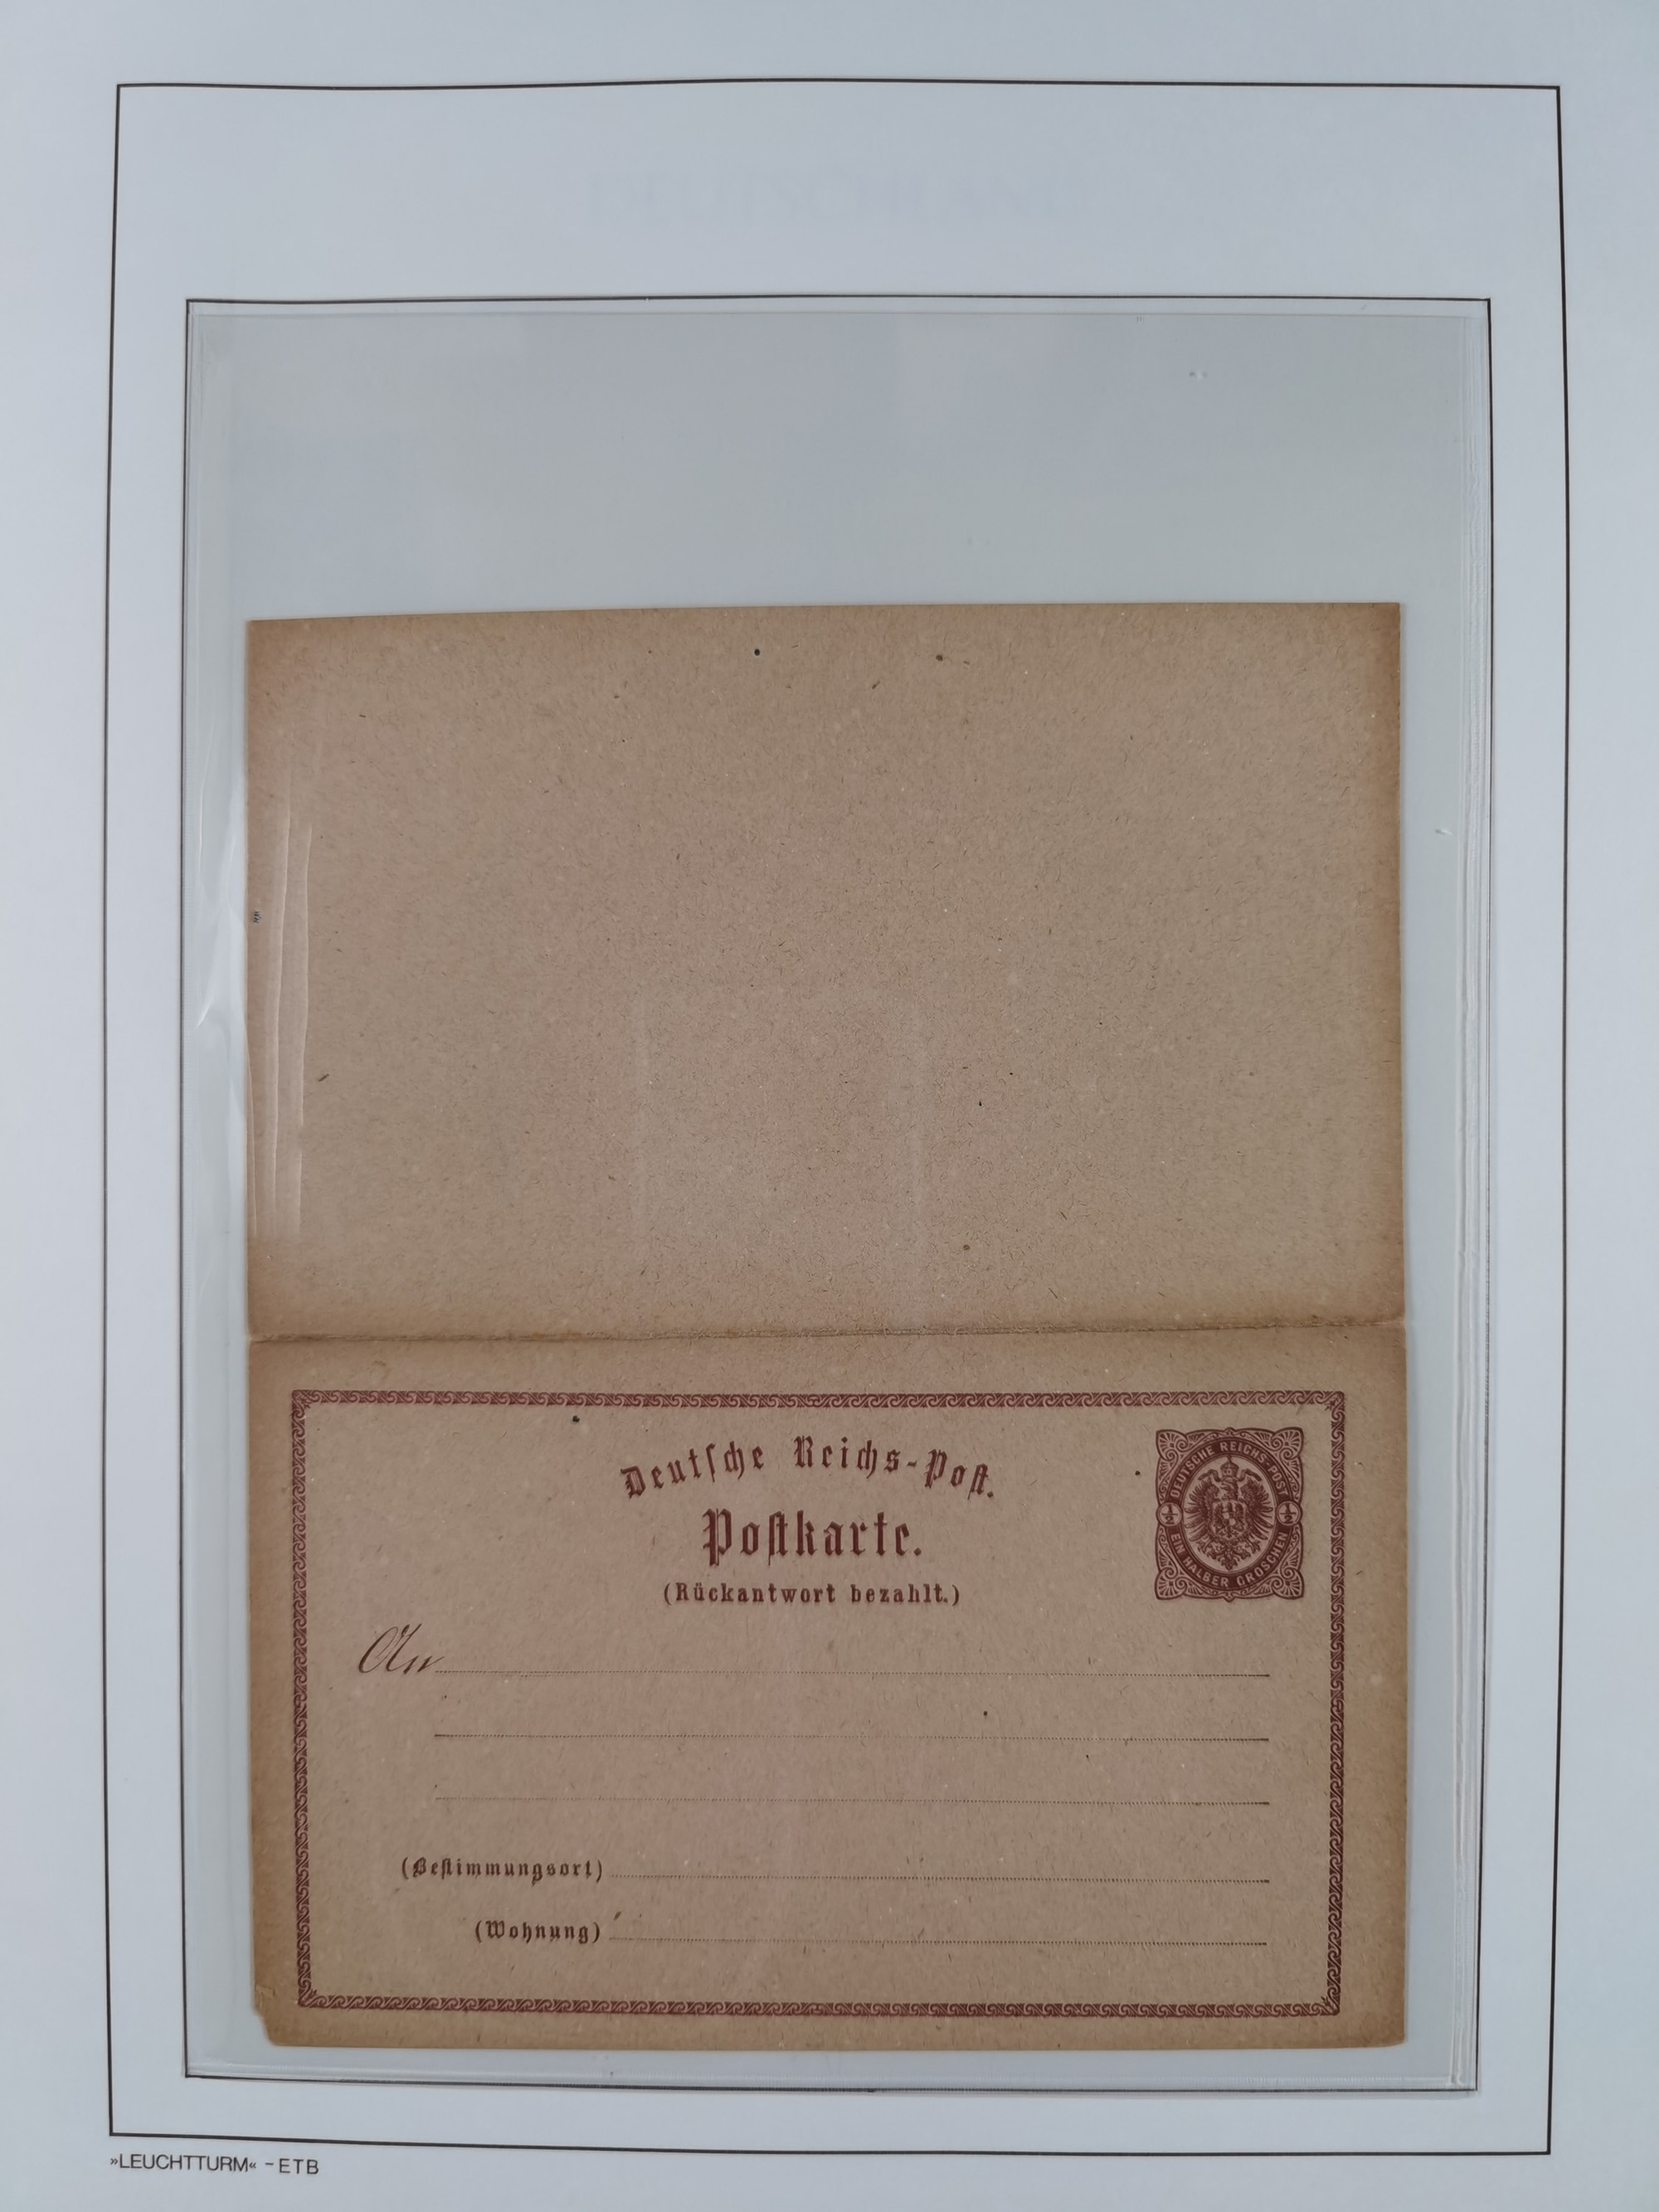 Deutſche Reichs-Poſt.
Poſtkarte.
(Rückantwort bezahlt.)
DEUTSCHE REICHS-POST
½ ½
EIN HALBER GROSCHEN
An
(Beſtimmungsort)
(Wohnung)
»LEUCHTTURM« - ETB